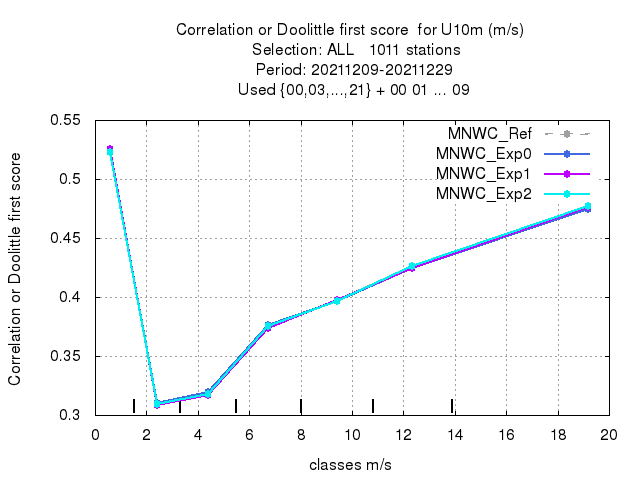 Correlation or Doolittle first score  for U10m (m/s)
Selection: ALL   1011 stations
Period: 20211209-20211229
Used {00,03,...,21} + 00 01 ... 09
Correlation or Doolittle first score
0.55
0.5
0.45
0.4
0.35
0.3
MNWC_Ref
MNWC_Exp0
MNWC_Exp1
MNWC_Exp2
0 2 4 6 8 10 12 14 16 18 20
classes m/s